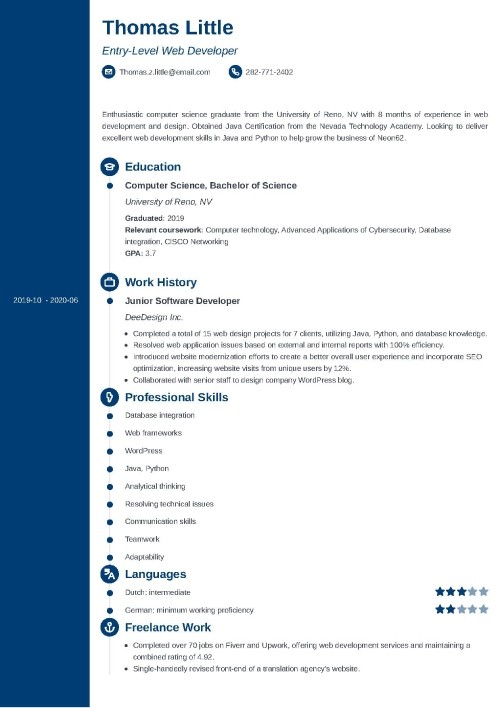 Thomas Little
Entry-Level Web Developer
Thomas.z.little@email.com 282-771-2402
Enthusiastic computer science graduate from the University of Reno, NV with 8 months of experience in web
development and design. Obtained Java Certification from the Nevada Technology Academy. Looking to deliver
excellent web development skills in Java and Python to help grow the business of Neon62.
Education
Computer Science, Bachelor of Science
University of Reno, NV
Graduated: 2019
Relevant coursework: Computer technology, Advanced Applications of Cybersecurity, Database
integration, CISCO Networking
GPA: 3.7
Work History
2019-10 - 2020-06
Junior Software Developer
DeeDesign Inc.
Completed a total of 15 web design projects for 7 clients, utilizing Java, Python, and database knowledge.
Resolved web application issues based on external and internal reports with 100% efficiency.
Introduced website modernization efforts to create a better overall user experience and incorporate SEO
optimization, increasing website visits from unique users by 12%.
Collaborated with senior staff to design company WordPress blog.
Professional Skills
Database integration
Web frameworks
WordPress
Java, Python
Analytical thinking
Resolving technical issues
Communication skills
Teamwork
Adaptability
Languages
Dutch: intermediate
German: minimum working proficiency
Freelance Work
Completed over 70 jobs on Fiverr and Upwork, offering web development services and maintaining a
combined rating of 4.92.
Single-handedly revised front-end of a translation agency's website.